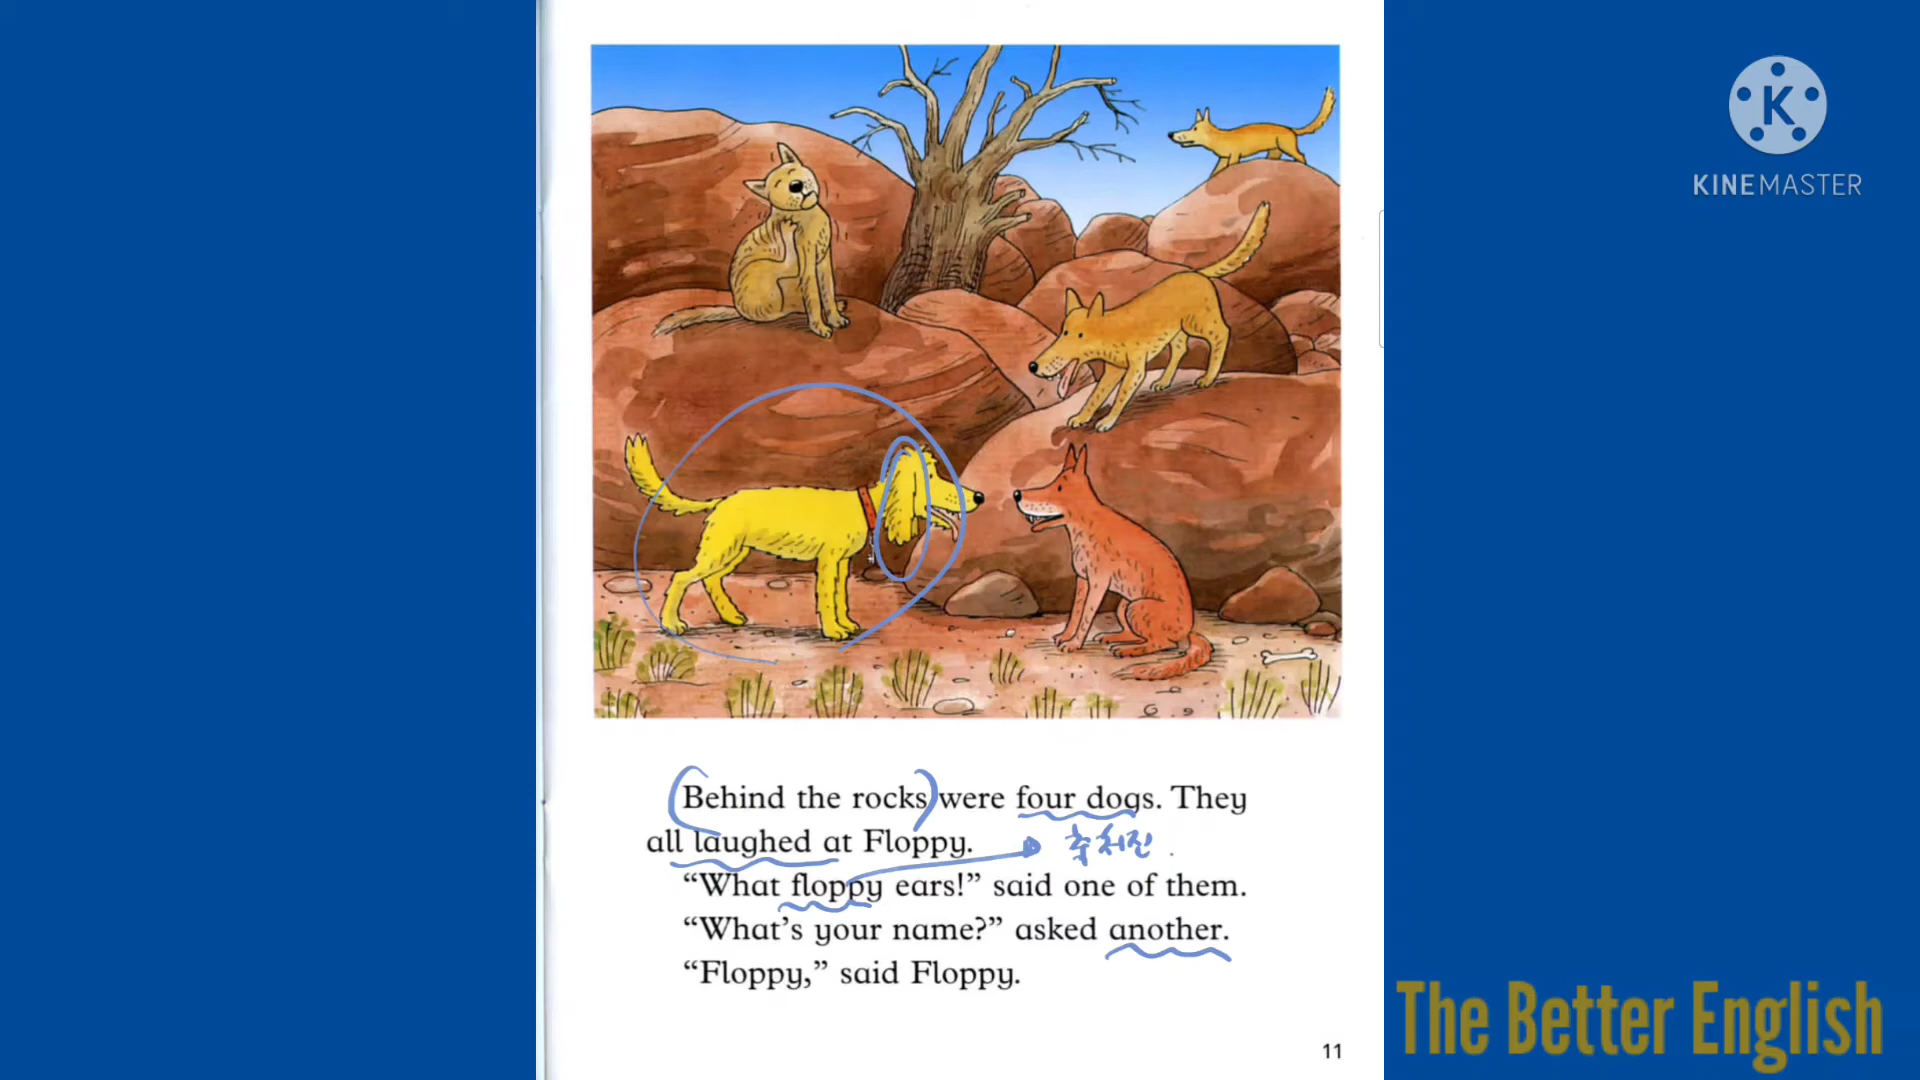 K
KINEMASTER
Behind the rocks were four dogs. They
all laughed at Floppy.
축 처진.
“What floppy ears!” said one of them.
“What’s your name?” asked another.
“Floppy,” said Floppy.
11
The Better English